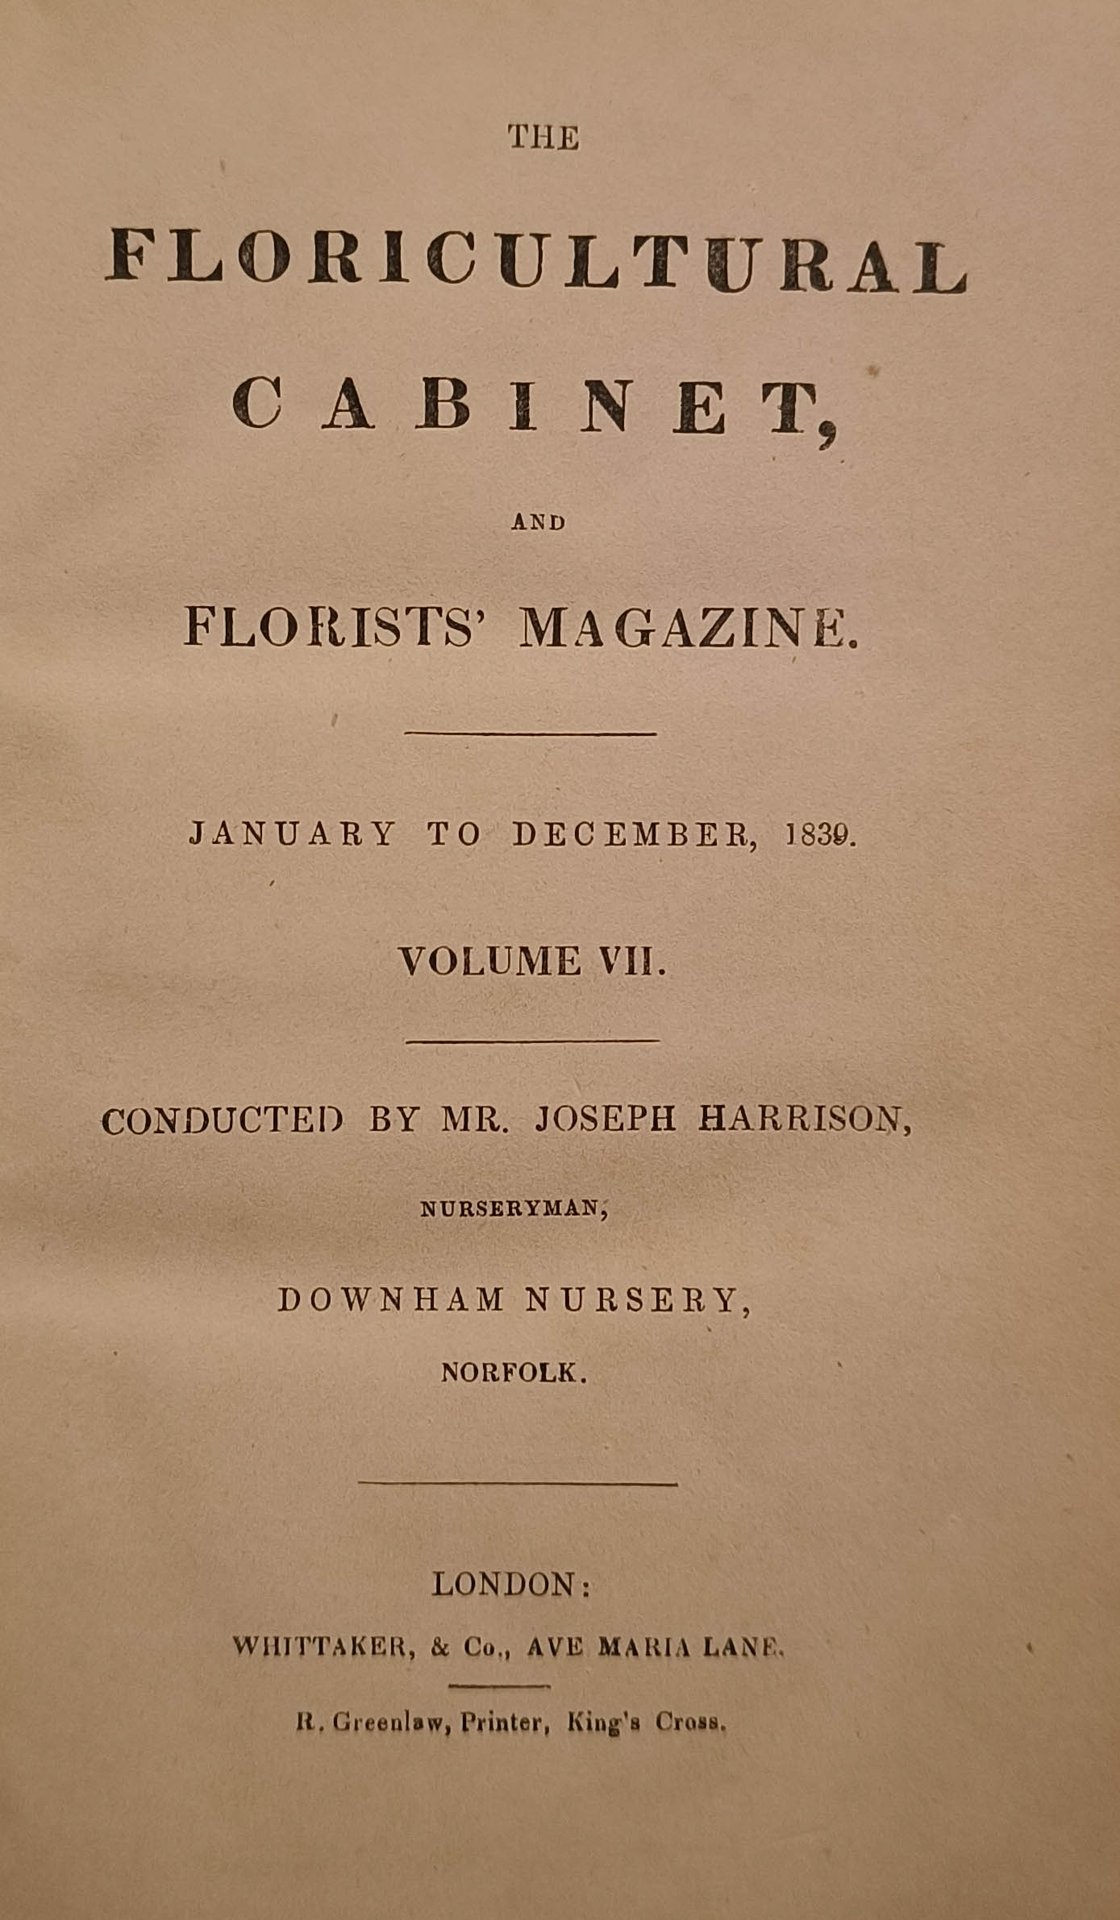 THE
FLORICULTURAL
CABINET,
AND
FLORISTS' MAGAZINE.
JANUARY TO DECEMBER, 1839.
VOLUME VII.
CONDUCTED BY MR. JOSEPH HARRISON,
NURSERYMAN,
DOWNHAM NURSERY,
NORFOLK.
LONDON:
WHITTAKER, & Co., AVE MARIA LANE.
R. Greenlaw, Printer, King's Cross.